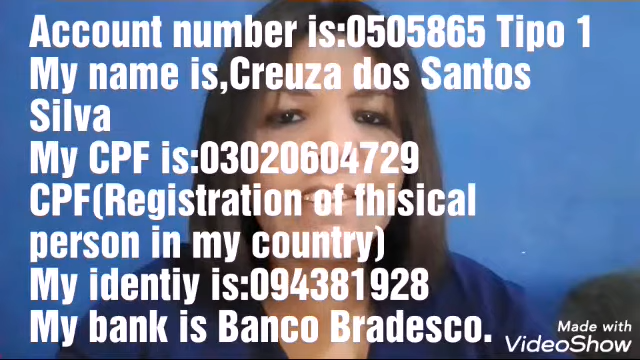 Account number is:0505865 Tipo 1
My name is,Creuza dos Santos
Silva
My CPF is:03020604729
CPF(Registration of fhisical
person in my country)
My identiy is:094381928
My bank is Banco Bradesco.
Made with
VideoShow